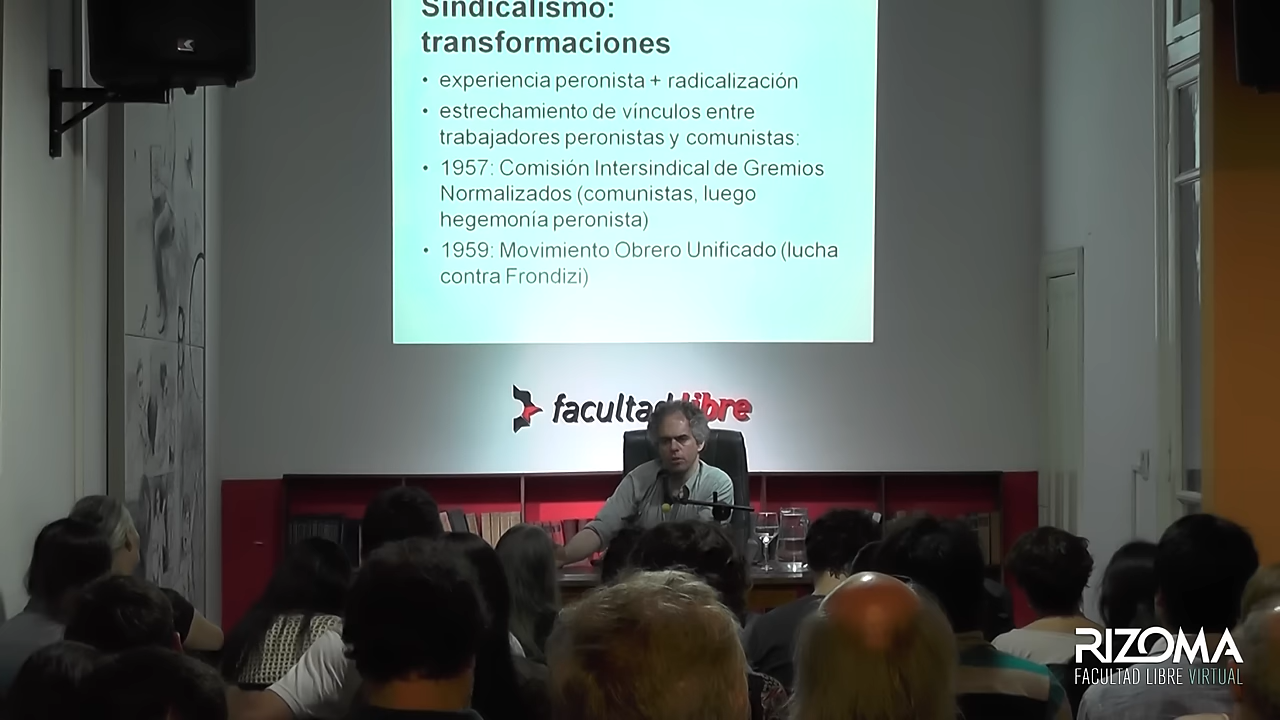 Sindicalismo:
transformaciones
• experiencia peronista + radicalización
• estrechamiento de vínculos entre
trabajadores peronistas y comunistas:
• 1957: Comisión Intersindical de Gremios
Normalizados (comunistas, luego
hegemonía peronista)
• 1959: Movimiento Obrero Unificado (lucha
contra Frondizi)
facultad libre
RIZOMA
FACULTAD LIBRE VIRTUAL